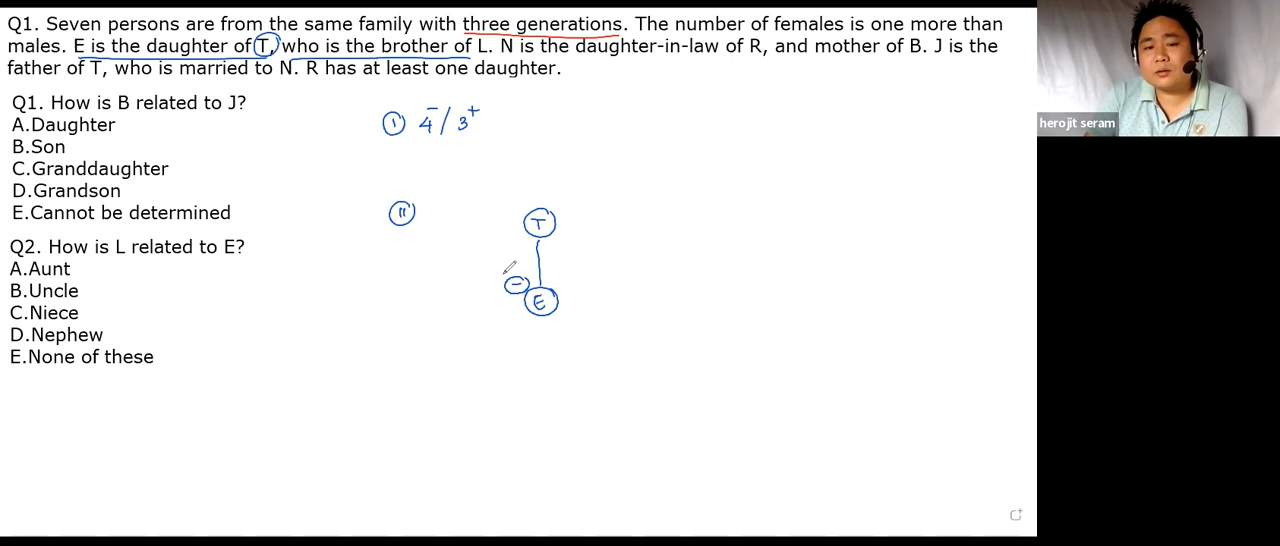 Q1. Seven persons are from the same family with three generations. The number of females is one more than
males. E is the daughter of T, who is the brother of L. N is the daughter-in-law of R, and mother of B. J is the
father of T, who is married to N. R has at least one daughter.
Q1. How is B related to J?
A.Daughter
B.Son
C.Granddaughter
D.Grandson
E.Cannot be determined
Q2. How is L related to E?
A.Aunt
B.Uncle
C.Niece
D.Nephew
E.None of these
I 4- / 3+
II
T
- E
herojit seram